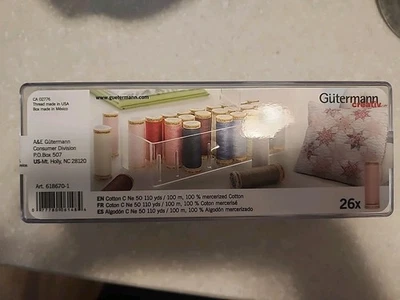 CA 02776
Thread made in USA
Box made in México
www.guetermann.com
Gütermann
creativ
A&E Gütermann
Consumer Division
P.O.Box 507
US-Mt. Holly, NC 28120
Art. 618670-1
EN Cotton C Ne 50 110 yds / 100 m, 100 % mercerized Cotton
FR Coton C Ne 50 110 yds / 100 m, 100 % Coton mercerisé
ES Algodón C Ne 50 110 yds / 100 m, 100 % Algodón mercerizado
26x